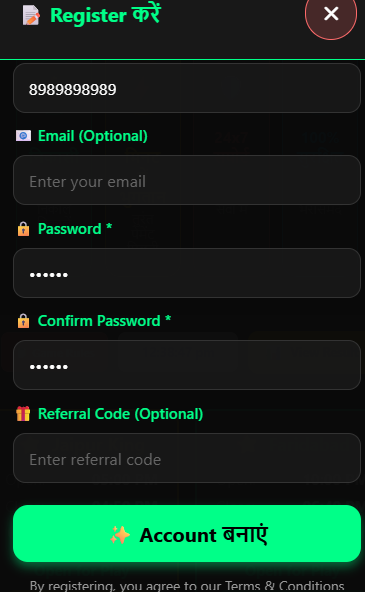 Register करें
8989898989
Email (Optional)
Enter your email
Password *
••••••
Confirm Password *
••••••
Referral Code (Optional)
Enter referral code
Account बनाएं
By registering, you agree to our Terms & Conditions